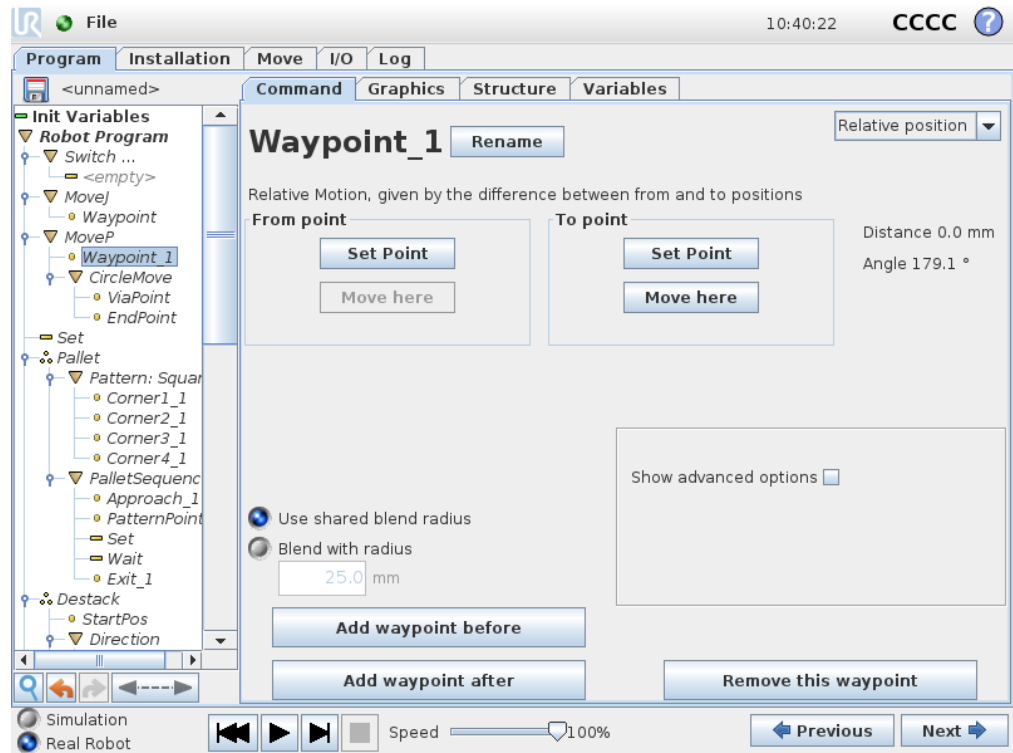 UR File 10:40:22 CCCC ?
Program Installation Move I/O Log
<unnamed>
Command Graphics Structure Variables
Init Variables
Robot Program
Switch ...
<empty>
MoveJ
Waypoint
MoveP
Waypoint_1
CircleMove
ViaPoint
EndPoint
Set
Pallet
Pattern: Squar
Corner1_1
Corner2_1
Corner3_1
Corner4_1
PalletSequenc
Approach_1
PatternPoint
Set
Wait
Exit_1
Destack
StartPos
Direction
Waypoint_1 Rename
Relative position
Relative Motion, given by the difference between from and to positions
From point
Set Point
Move here
To point
Set Point
Move here
Distance 0.0 mm
Angle 179.1 °
Show advanced options
Use shared blend radius
Blend with radius
25.0 mm
Add waypoint before
Add waypoint after
Remove this waypoint
Simulation
Real Robot
Speed 100%
Previous
Next